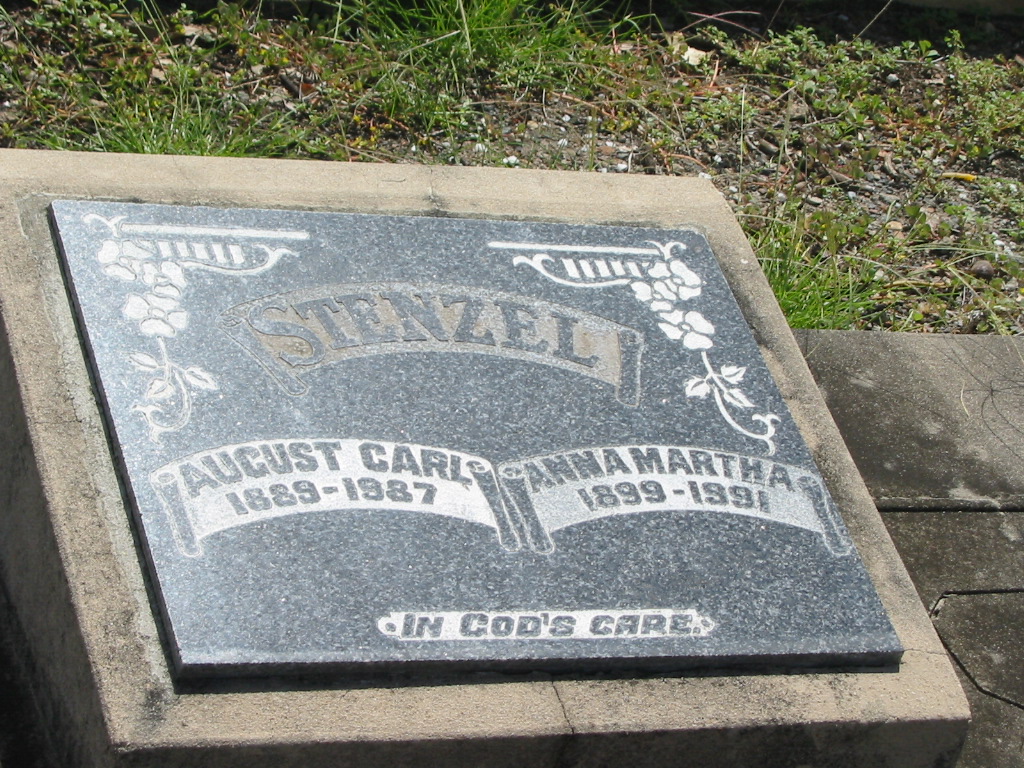 STENZEL
AUGUST CARL
1889-1987
ANNA MARTHA
1899-1991
IN GOD'S CARE.